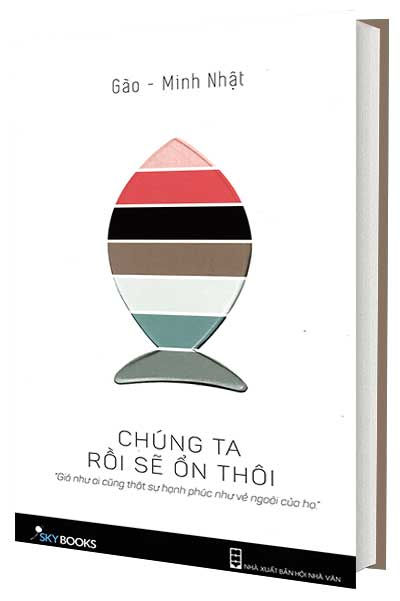 Gào - Minh Nhật
CHÚNG TA
RỒI SẼ ỔN THÔI
"Giá như ai cũng thật sự hạnh phúc như vẻ ngoài của họ."
SKYBOOKS
NHÀ XUẤT BẢN HỘI NHÀ VĂN